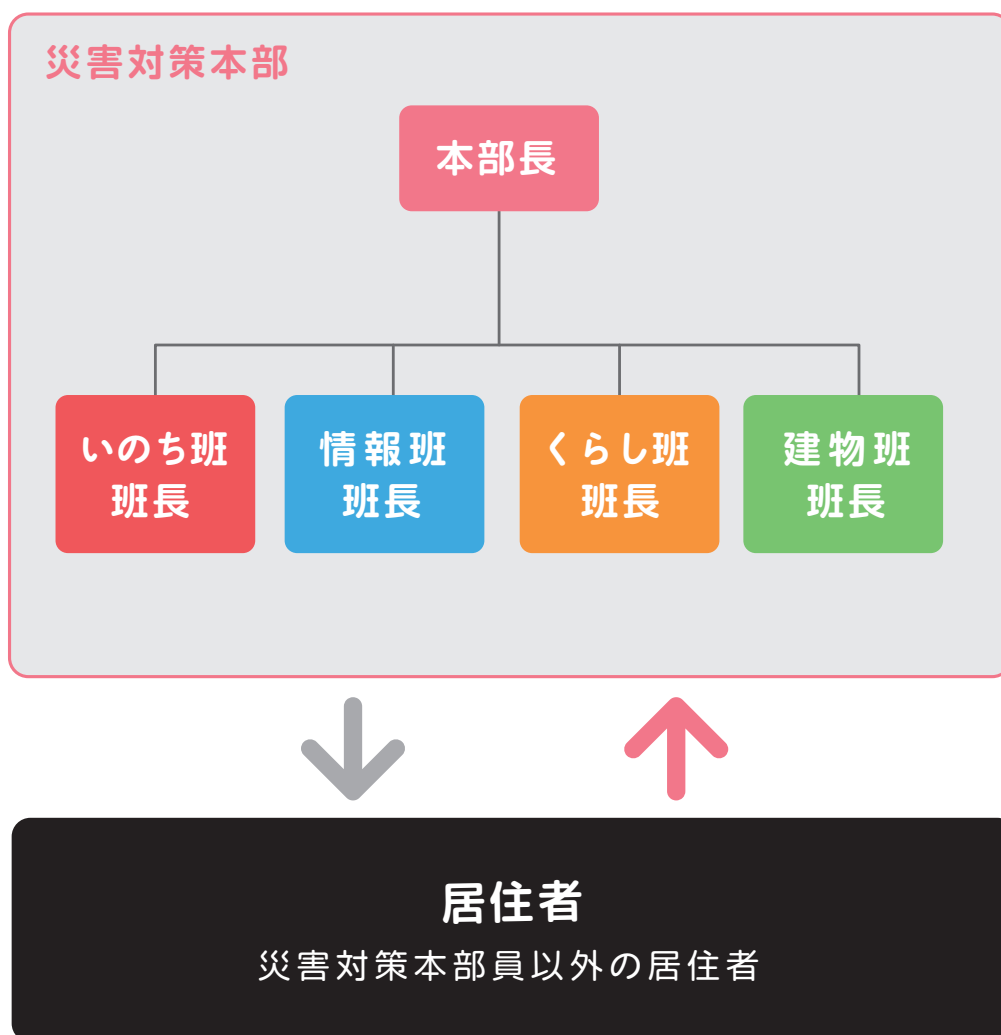 災害対策本部
本部長
いのち班
班長
情報班
班長
くらし班
班長
建物班
班長
居住者
災害対策本部員以外の居住者